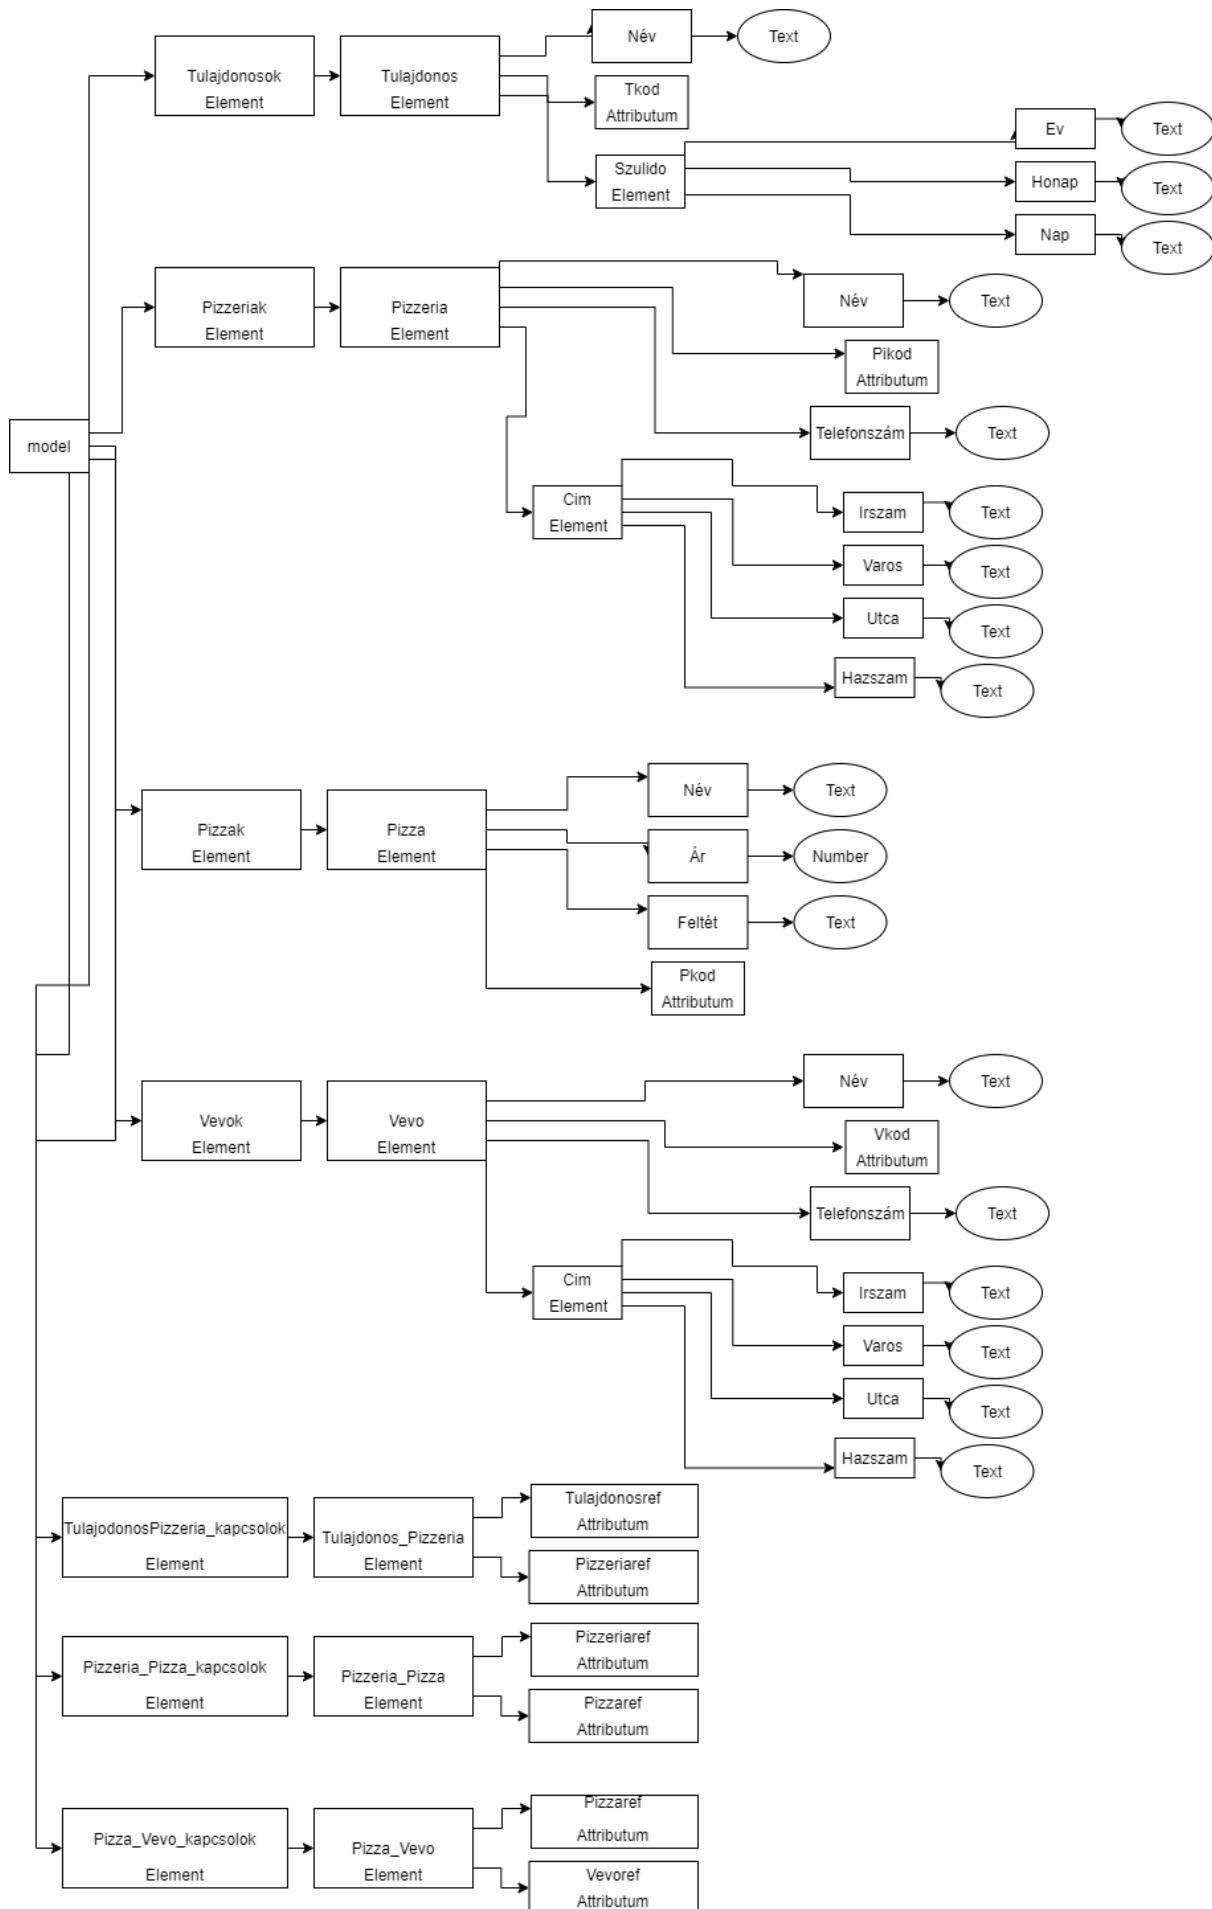 Név
Text
Tulajdonosok
Element
Tulajdonos
Element
Tkod
Attributum
Szulido
Element
Ev
Text
Honap
Text
Nap
Text
Pizzeriak
Element
Pizzeria
Element
Név
Text
Pikod
Attributum
Telefonszám
Text
model
Cim
Element
Irszam
Text
Varos
Text
Utca
Text
Hazszam
Text
Pizzak
Element
Pizza
Element
Név
Text
Ár
Number
Feltét
Text
Pkod
Attributum
Vevok
Element
Vevo
Element
Név
Text
Vkod
Attributum
Telefonszám
Text
Cim
Element
Irszam
Text
Varos
Text
Utca
Text
Hazszam
Text
TulajodonosPizzeria_kapcsolok
Element
Tulajdonos_Pizzeria
Element
Tulajdonosref
Attributum
Pizzeriaref
Attributum
Pizzeria_Pizza_kapcsolok
Element
Pizzeria_Pizza
Element
Pizzeriaref
Attributum
Pizzaref
Attributum
Pizza_Vevo_kapcsolok
Element
Pizza_Vevo
Element
Pizzaref
Attributum
Vevoref
Attributum